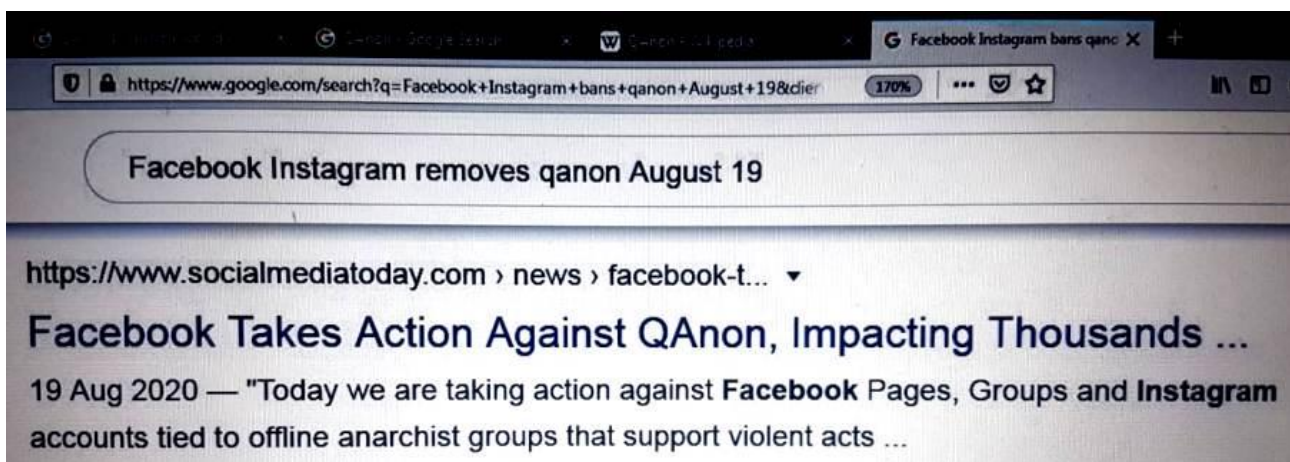 Facebook Instagram bans qanc
https://www.google.com/search?q=Facebook+Instagram+bans+qanon+August+19&dier
170%
Facebook Instagram removes qanon August 19
https://www.socialmediatoday.com › news › facebook-t...
Facebook Takes Action Against QAnon, Impacting Thousands ...
19 Aug 2020 — "Today we are taking action against Facebook Pages, Groups and Instagram
accounts tied to offline anarchist groups that support violent acts ...